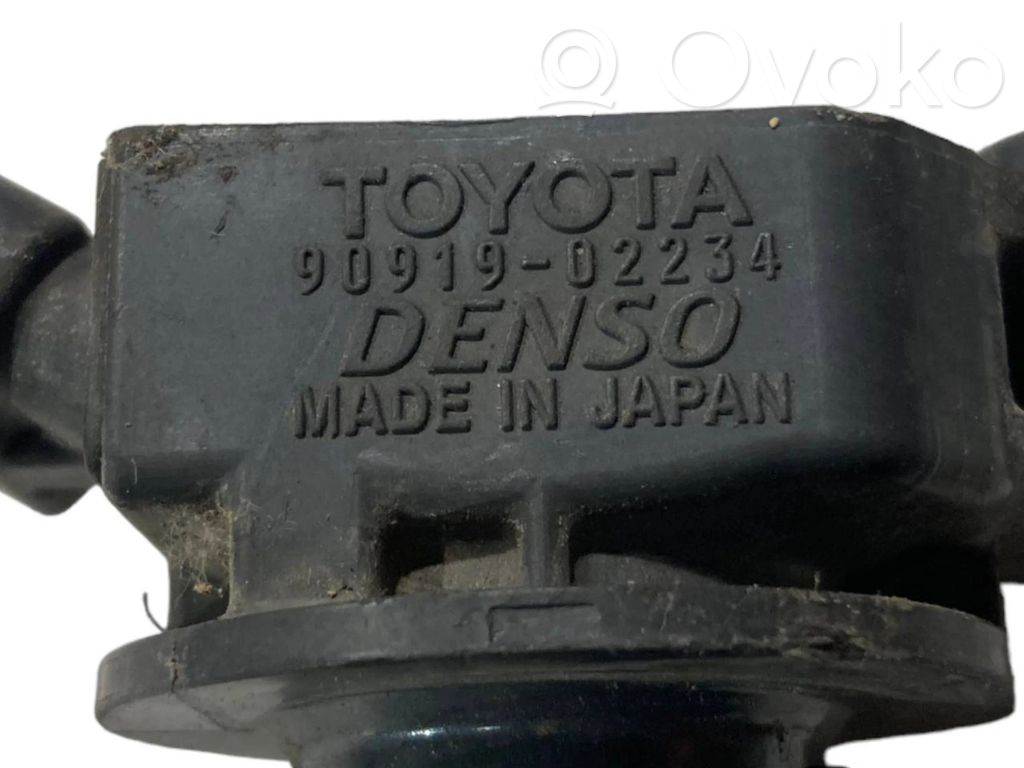 Ovoko
TOYOTA
90919-02234
DENSO
MADE IN JAPAN